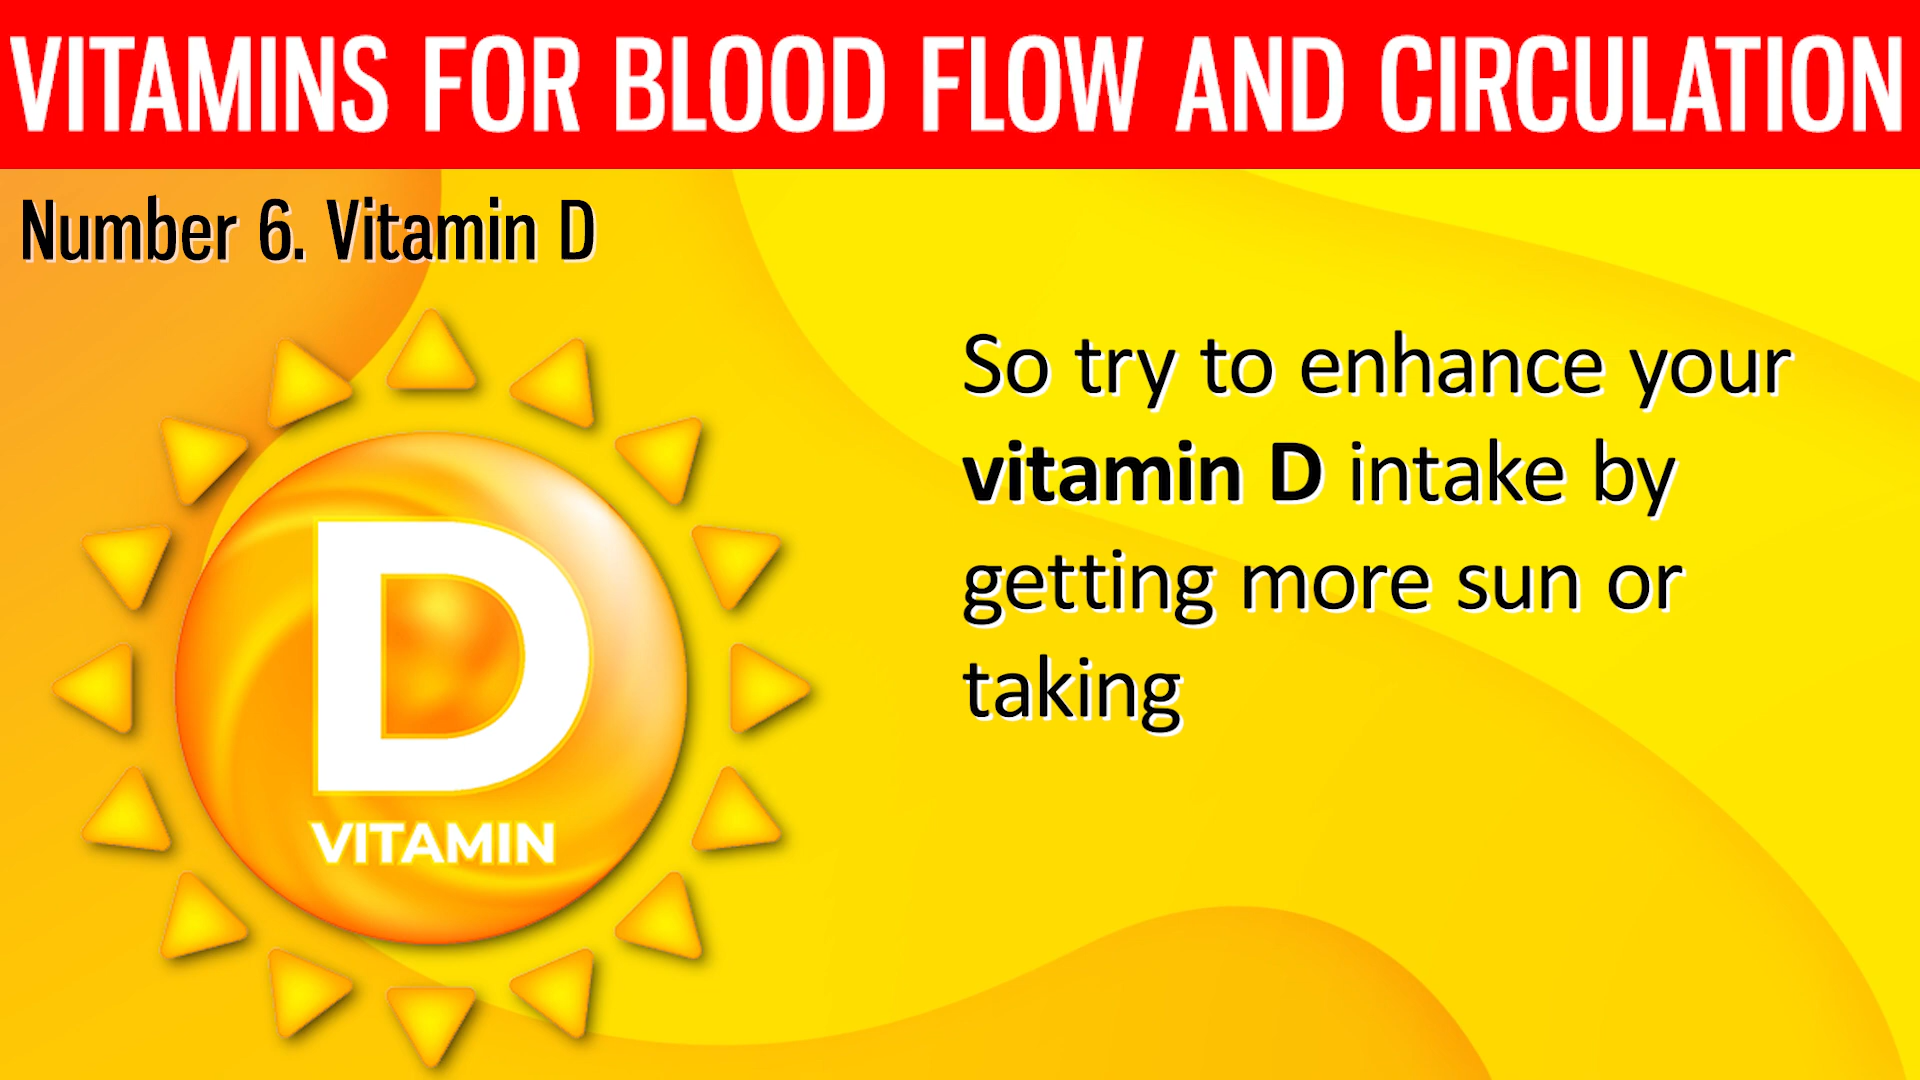 VITAMINS FOR BLOOD FLOW AND CIRCULATION
Number 6. Vitamin D
D
VITAMIN
So try to enhance your
vitamin D intake by
getting more sun or
taking